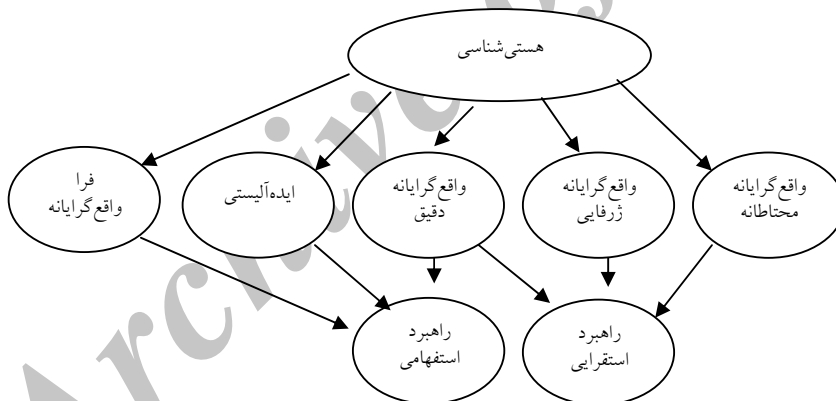 هستی‌شناسی
واقع‌گرایانه
محتاطانه
واقع‌گرایانه
ژرفایی
واقع‌گرایانه
دقیق
ایده‌آلیستی
فرا
واقع‌گرایانه
راهبرد
استقرایی
راهبرد
استفهامی
Archive